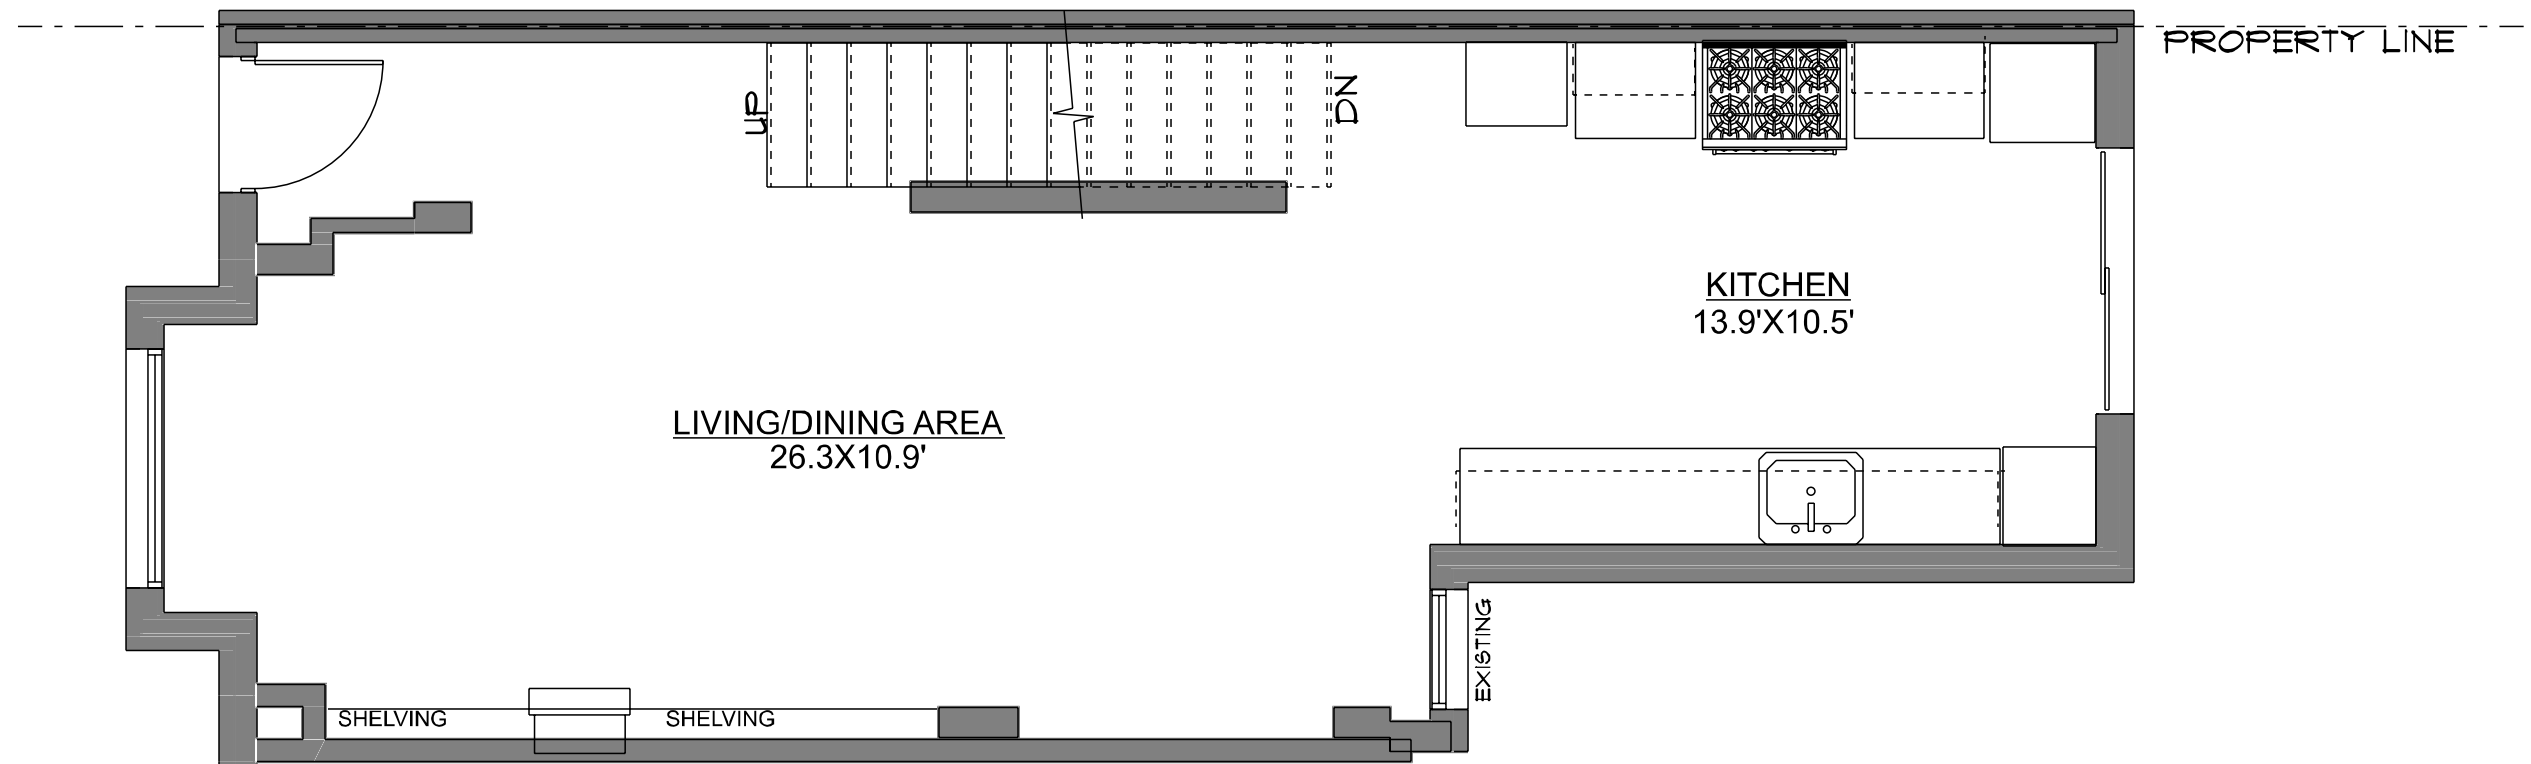 PROPERTY LINE
UP
DN
KITCHEN
13.9'X10.5'
LIVING/DINING AREA
26.3X10.9'
EXISTING
SHELVING
SHELVING